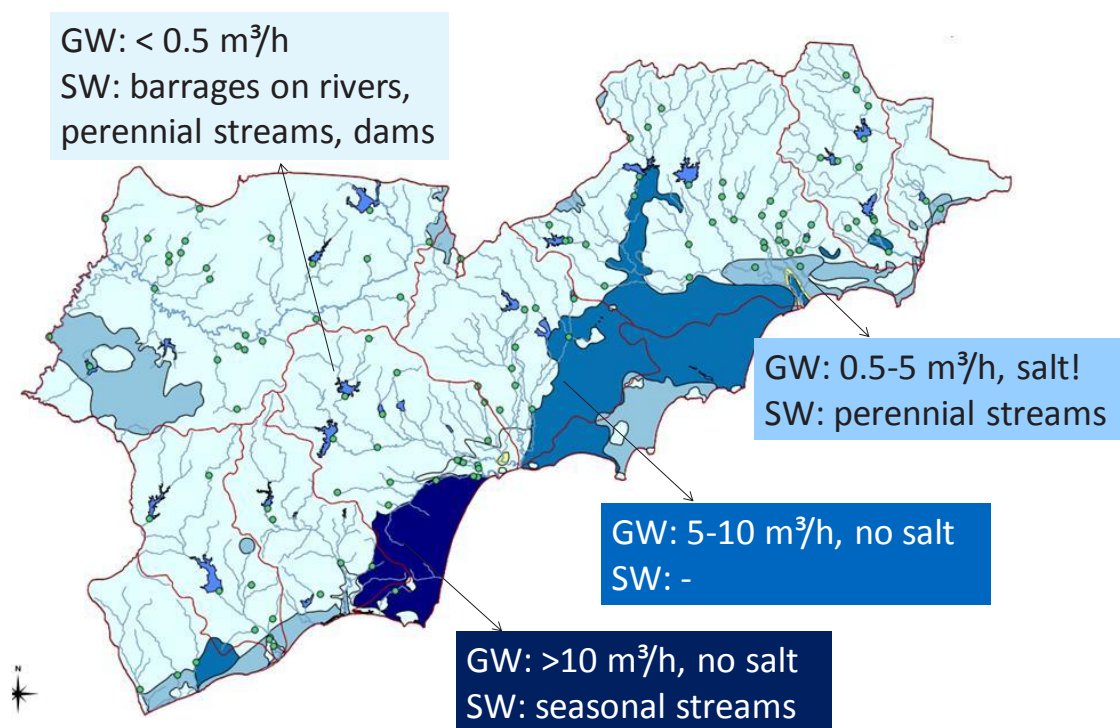 GW: < 0.5 m³/h
SW: barrages on rivers,
perennial streams, dams
GW: 0.5-5 m³/h, salt!
SW: perennial streams
GW: 5-10 m³/h, no salt
SW: -
GW: >10 m³/h, no salt
SW: seasonal streams
N